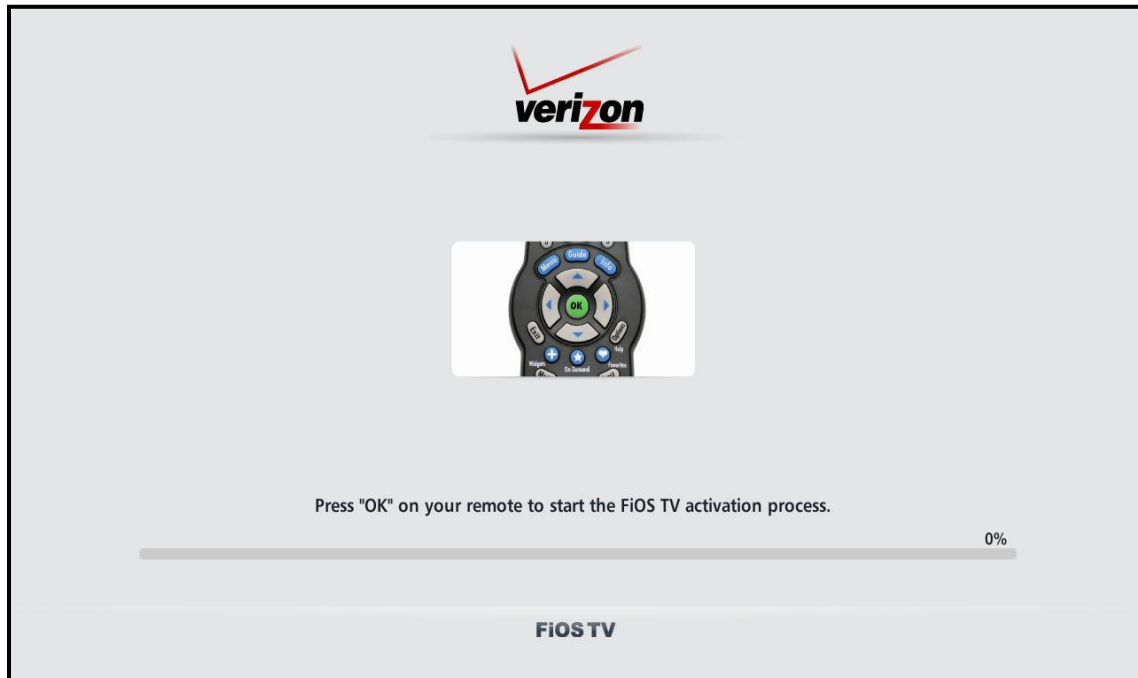 verizon
Menu
Guide
Info
OK
Exit
Options
Help
Widgets
On Demand
Favorites
Press "OK" on your remote to start the FiOS TV activation process.
0%
FiOS TV